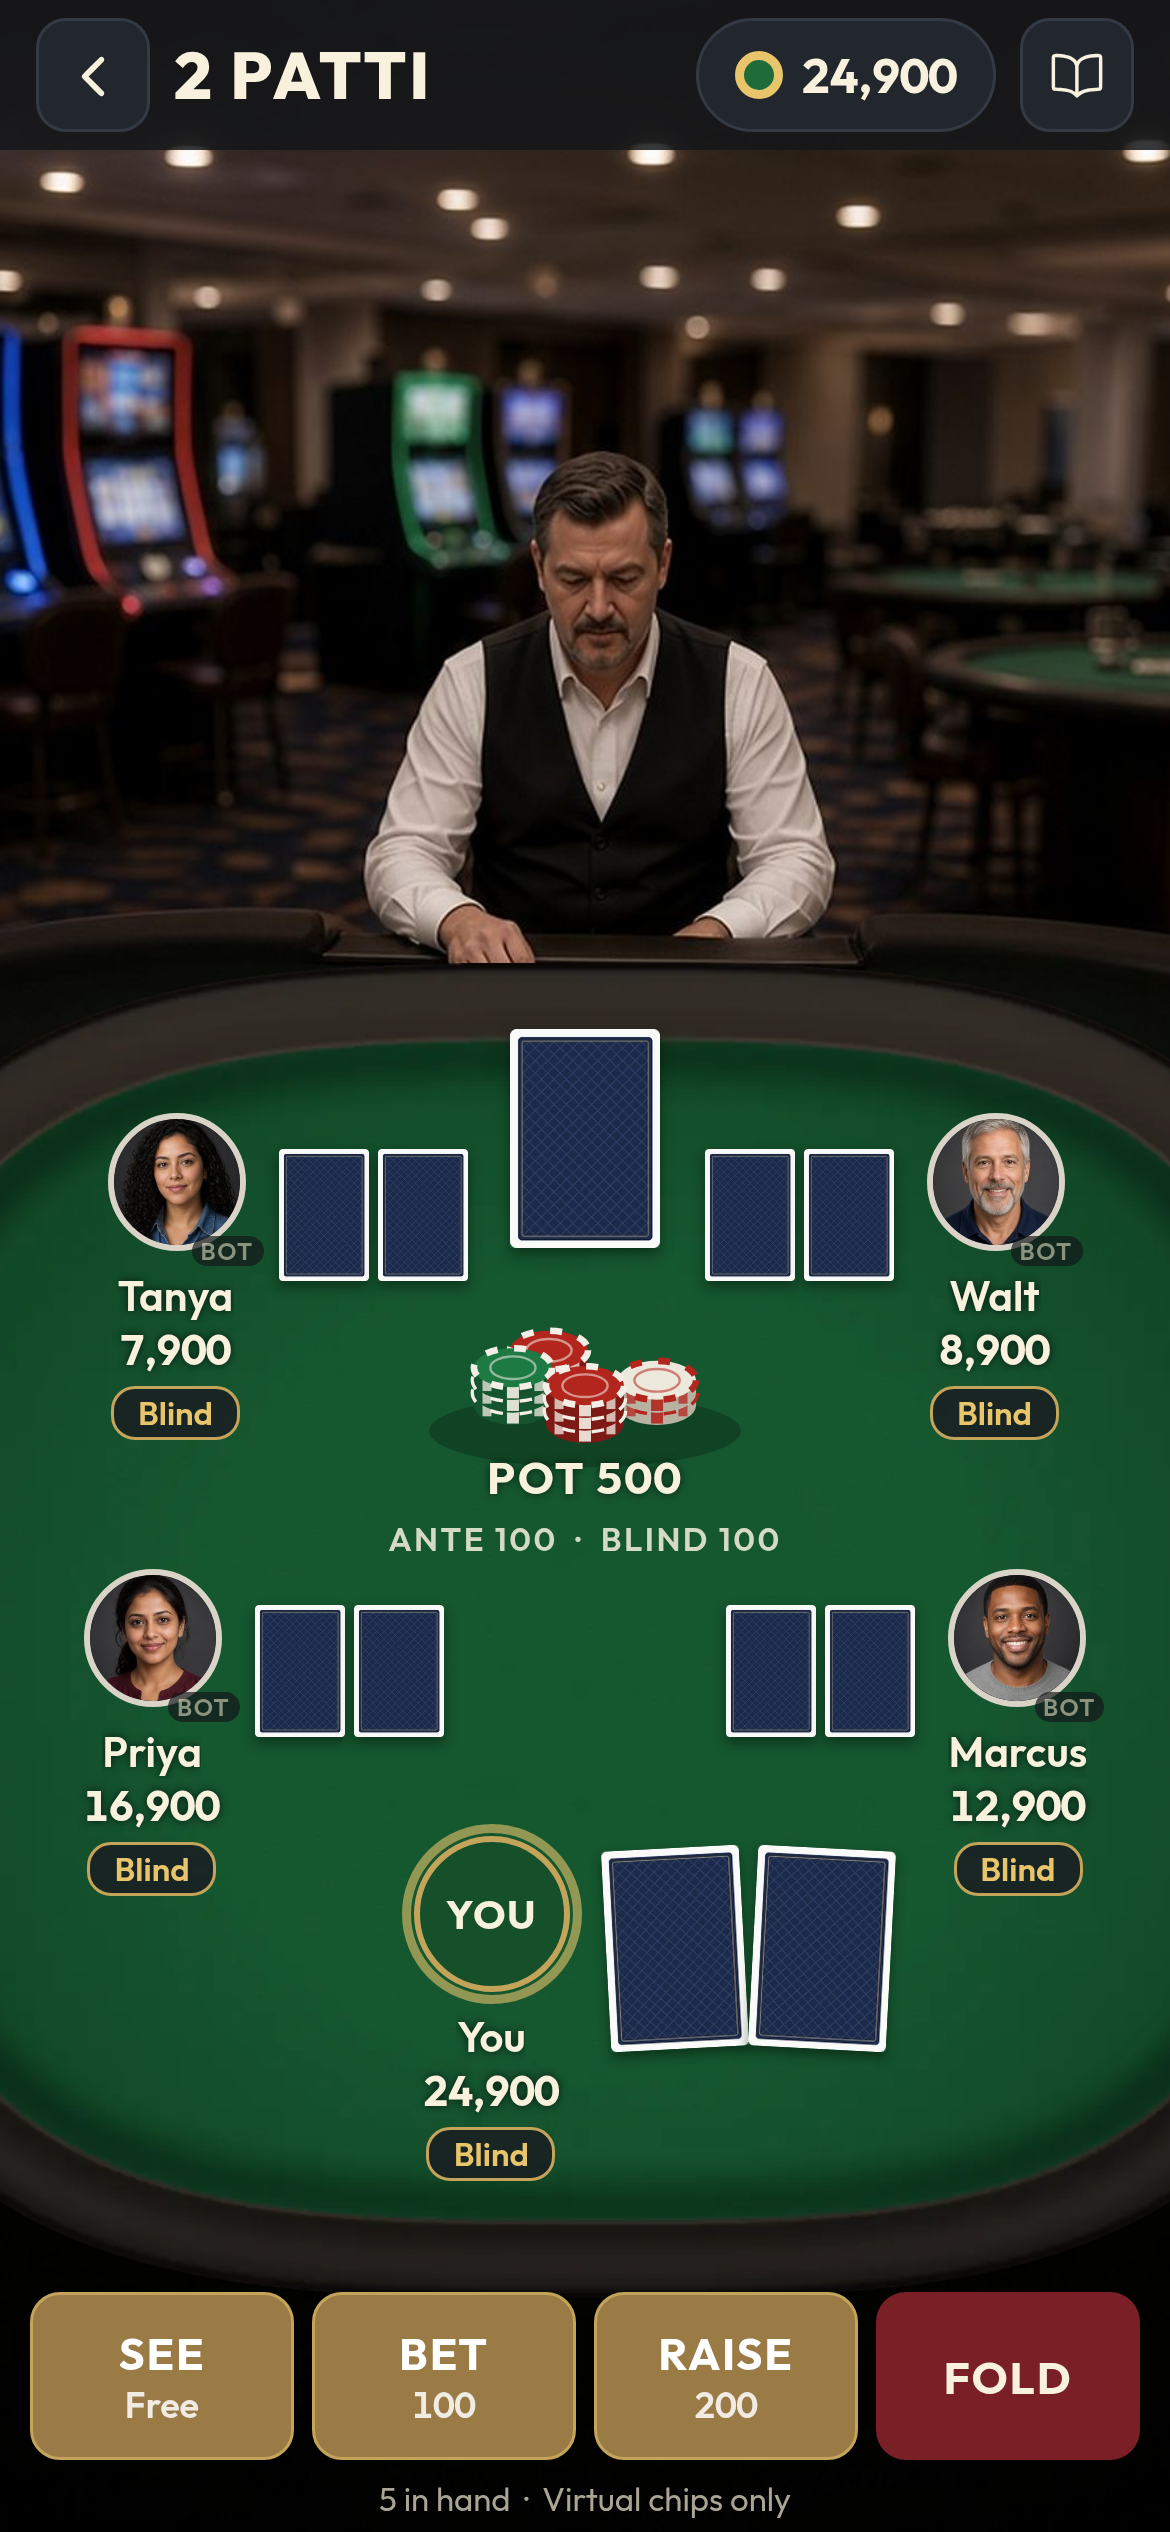 2 PATTI
24,900
BOT
BOT
Tanya
7,900
Blind
Walt
8,900
Blind
POT 500
ANTE 100 · BLIND 100
BOT
BOT
Priya
16,900
Blind
Marcus
12,900
Blind
YOU
You
24,900
Blind
SEE
Free
BET
100
RAISE
200
FOLD
5 in hand · Virtual chips only